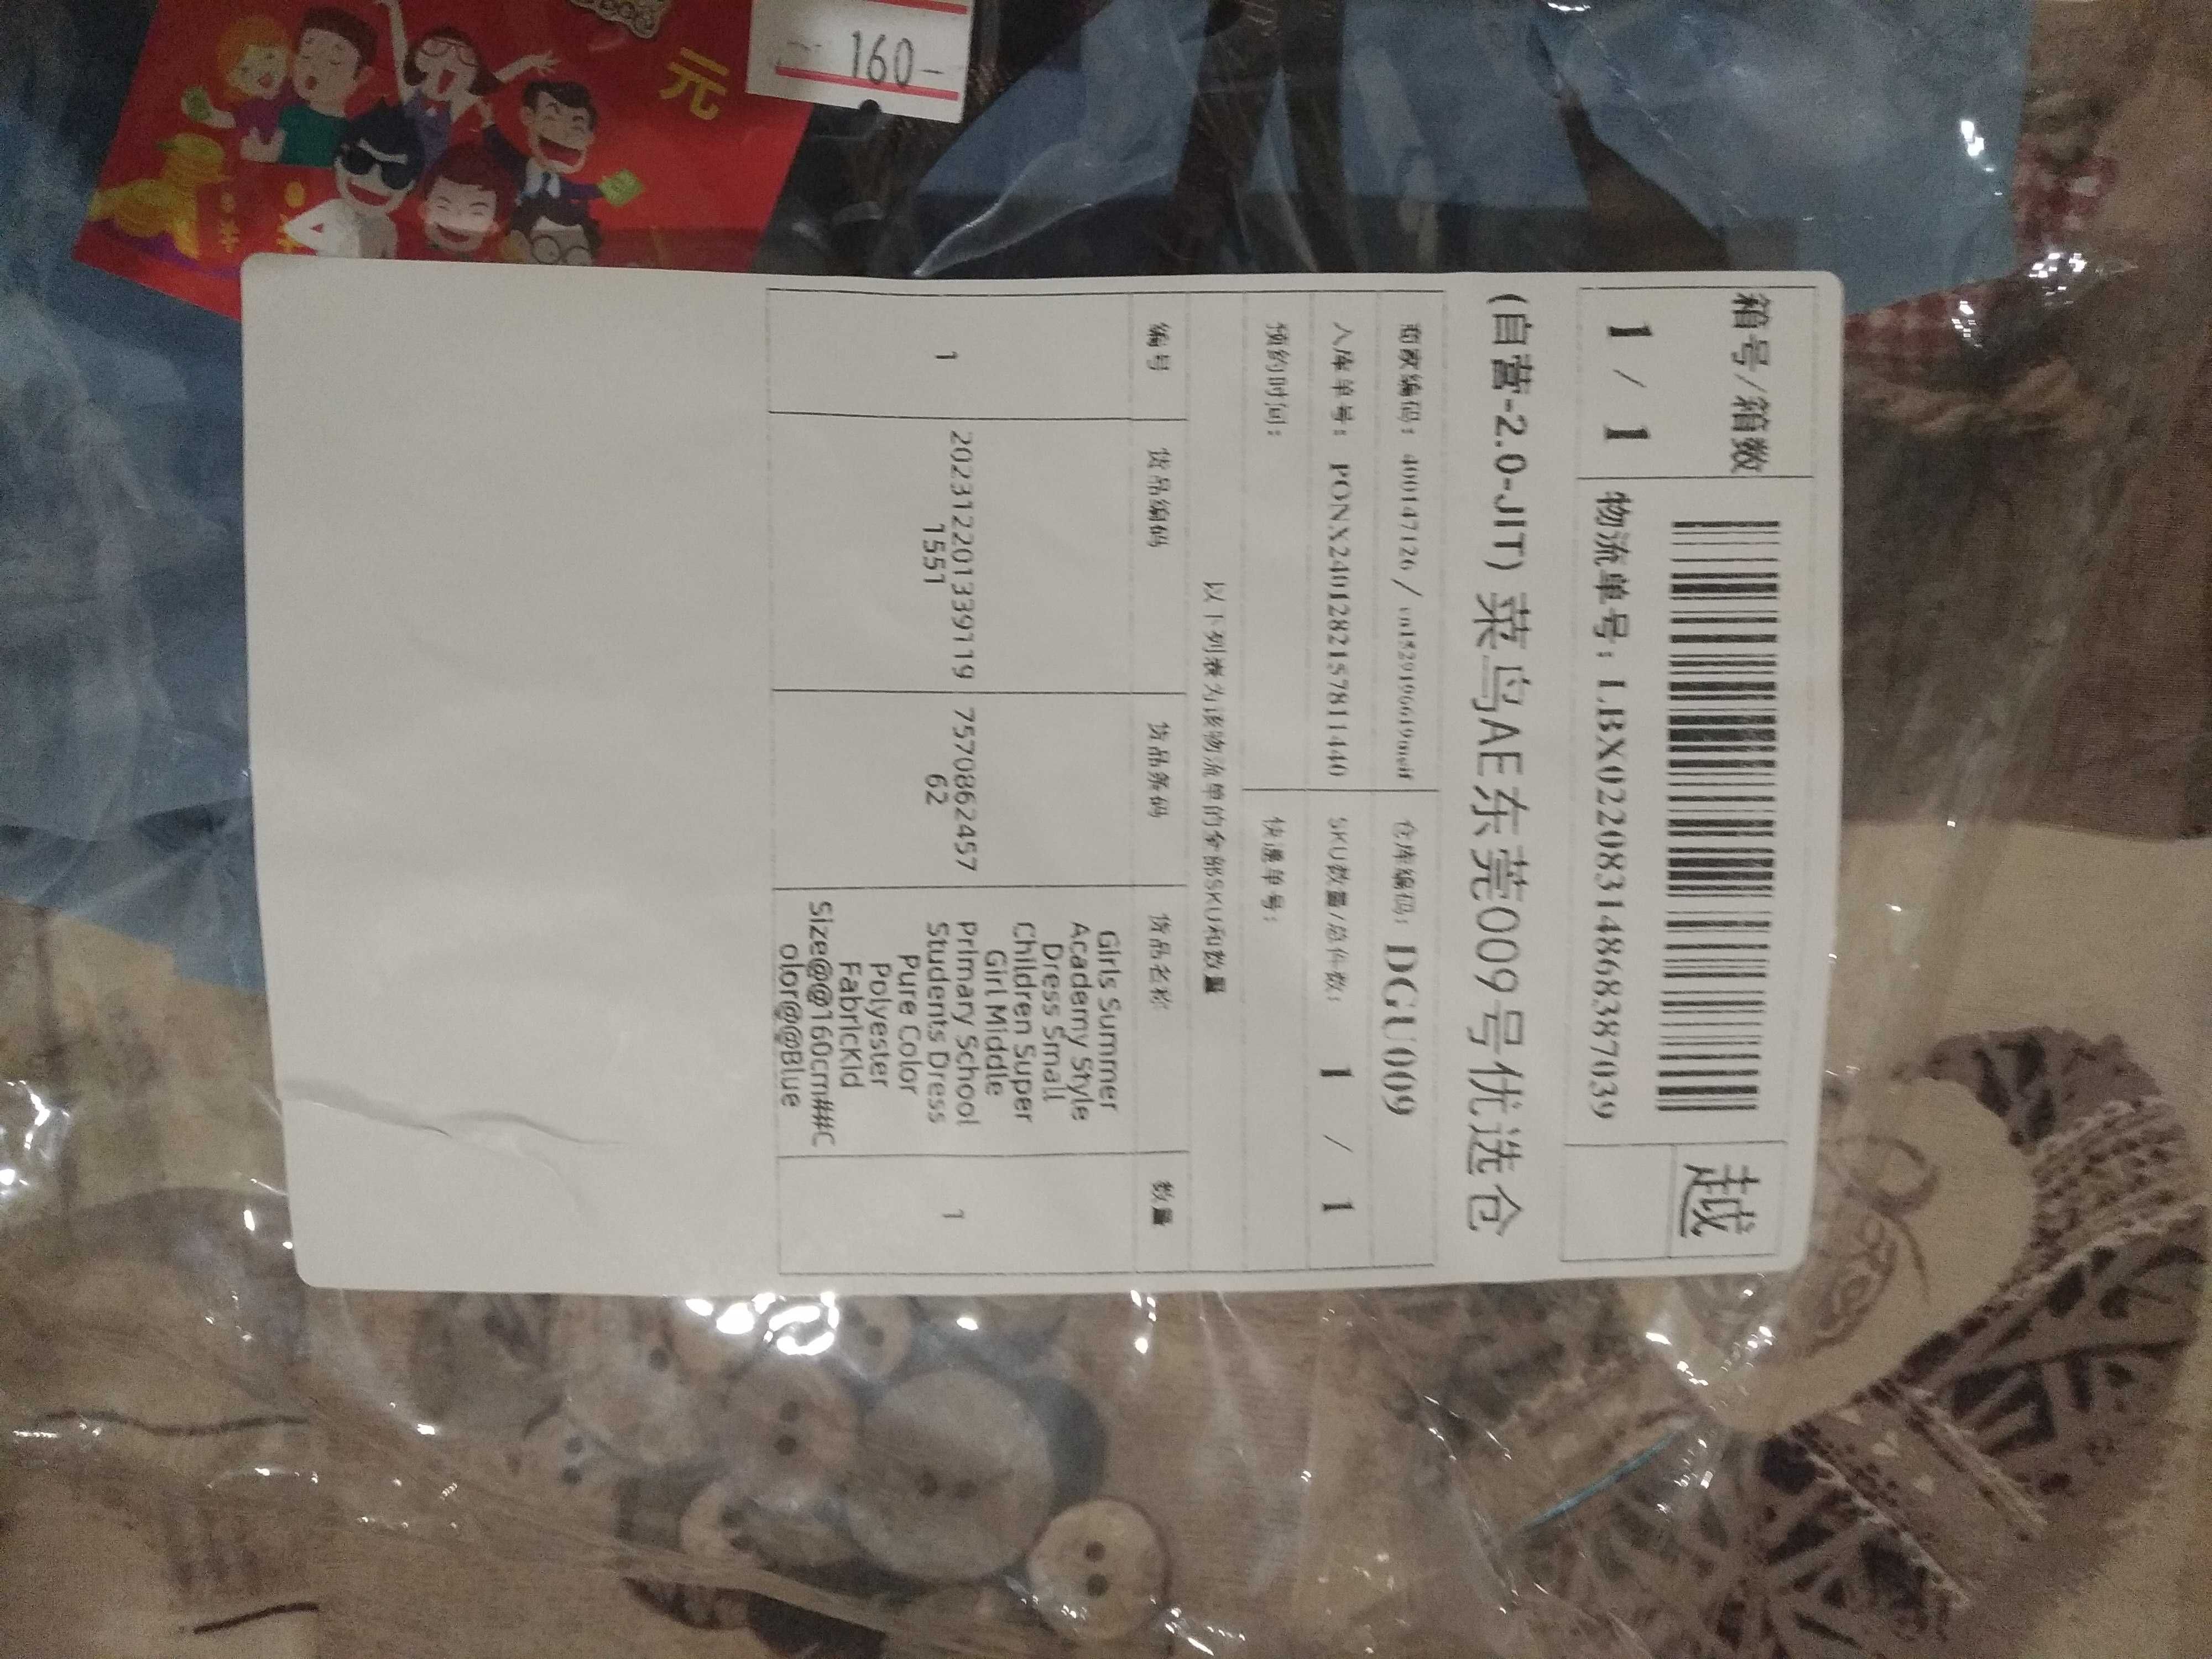 元
160-
箱号/箱数
1 / 1
物流单号: LBX022083148683387039
越
(自营-2.0-JIT) 菜鸟AE东莞009号优选仓
仓库编码: DGU009
入库单号: PONX2401282157811440
SKU数量/总件数: 1 / 1
预约时间:
快递单号:
以下列表为该物流单的全部SKU和数量
编号
货品编码
货品条码
货品名称
数量
1
202312201339119
1551
7570862457
62
Girls Summer
Academy Style
Dress Small
Children Super
Girl Middle
Primary School
Students Dress
Pure Color
Polyester
FabricKid
Size@@160cm##C
olor@@Blue
1